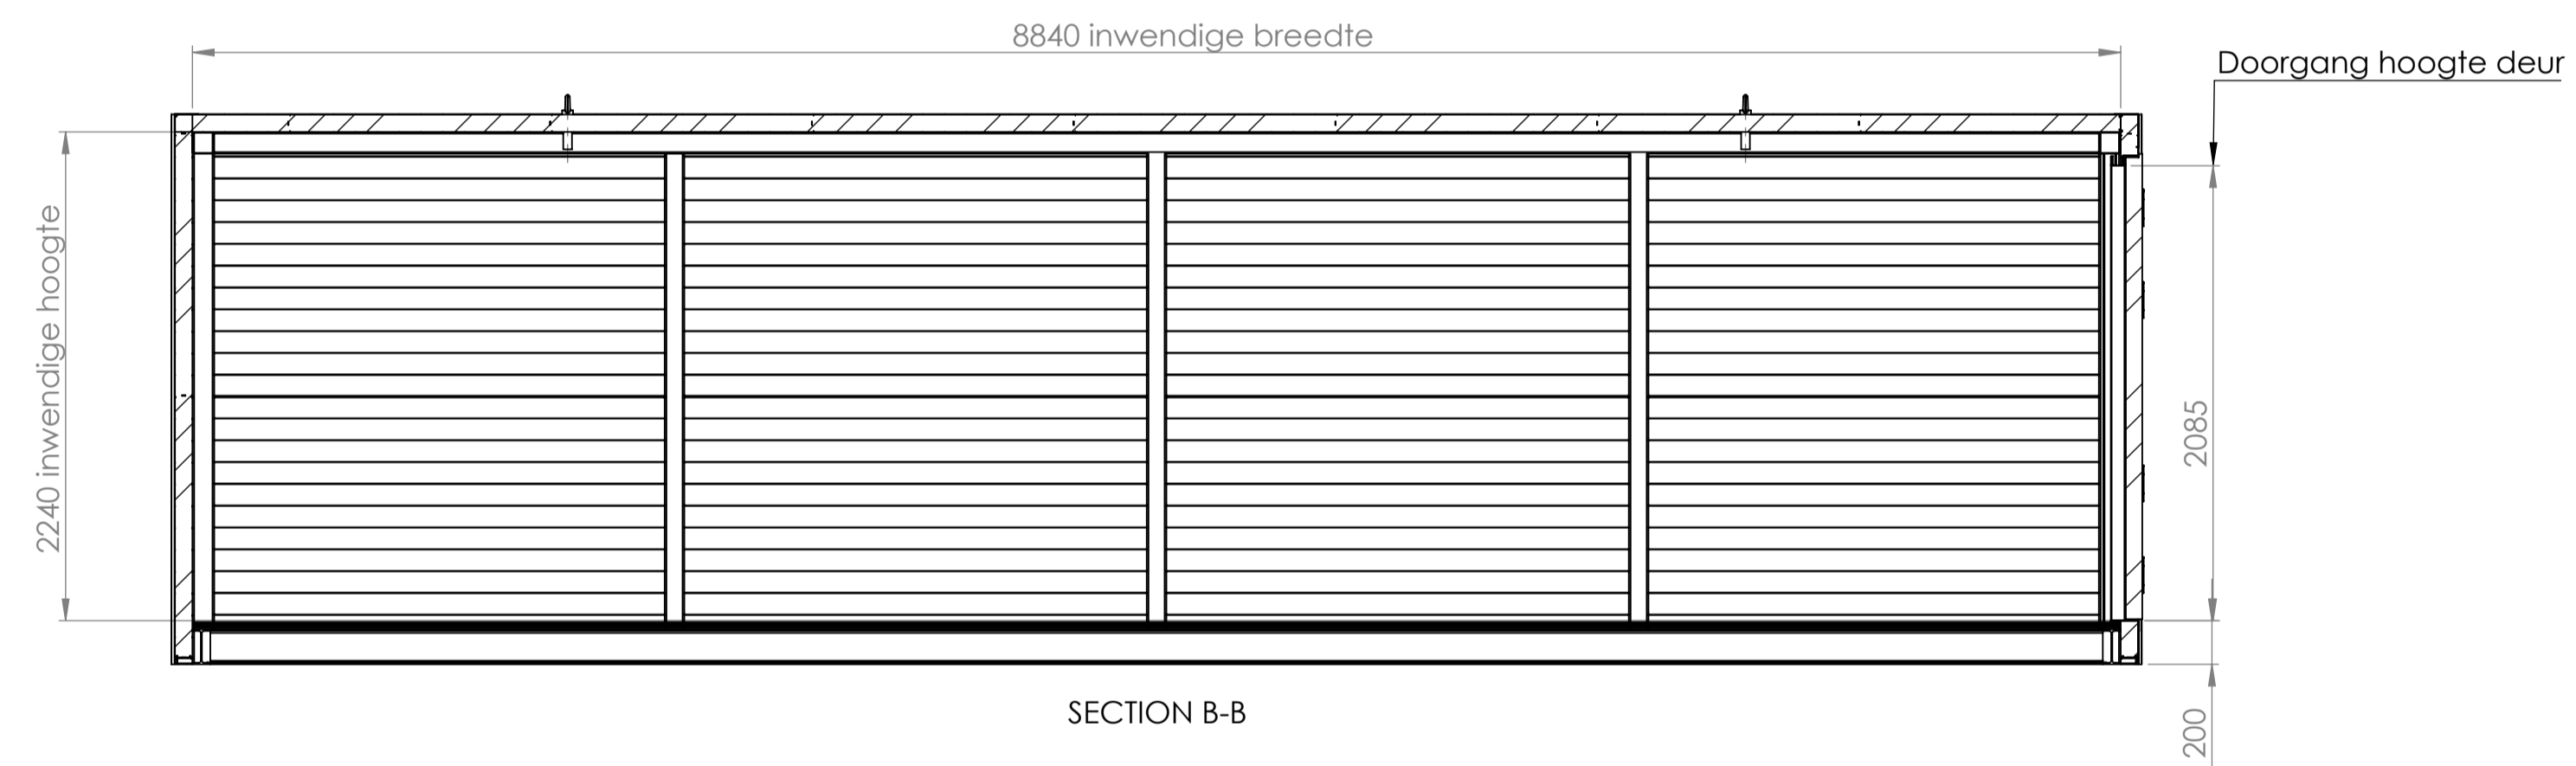 8840 inwendige breedte
Doorgang hoogte deur
2240 inwendige hoogte
2085
200
SECTION B-B